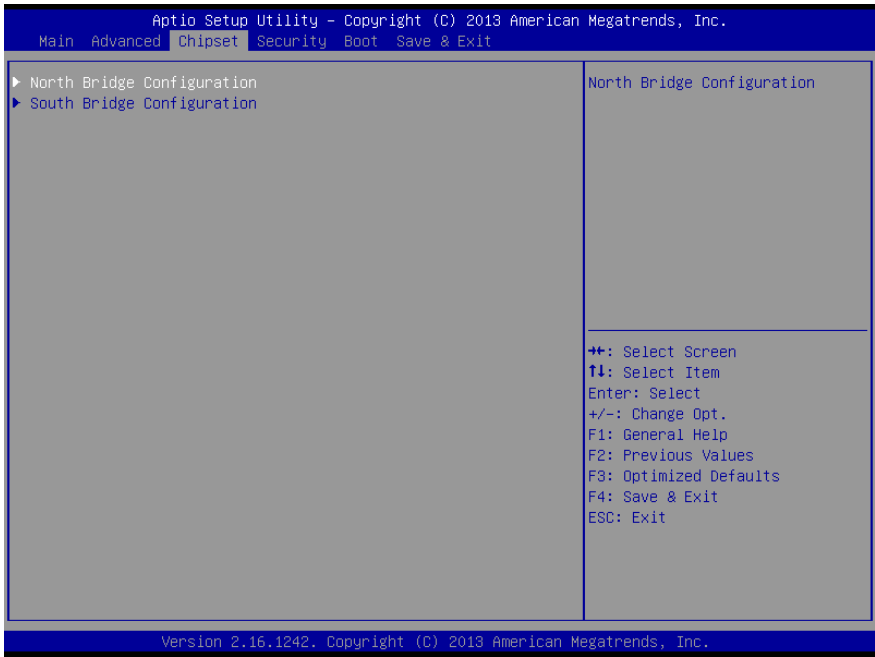 Aptio Setup Utility – Copyright (C) 2013 American Megatrends, Inc.
Main Advanced Chipset Security Boot Save & Exit
▶ North Bridge Configuration
▶ South Bridge Configuration
North Bridge Configuration
→←: Select Screen
↑↓: Select Item
Enter: Select
+/-: Change Opt.
F1: General Help
F2: Previous Values
F3: Optimized Defaults
F4: Save & Exit
ESC: Exit
Version 2.16.1242. Copyright (C) 2013 American Megatrends, Inc.